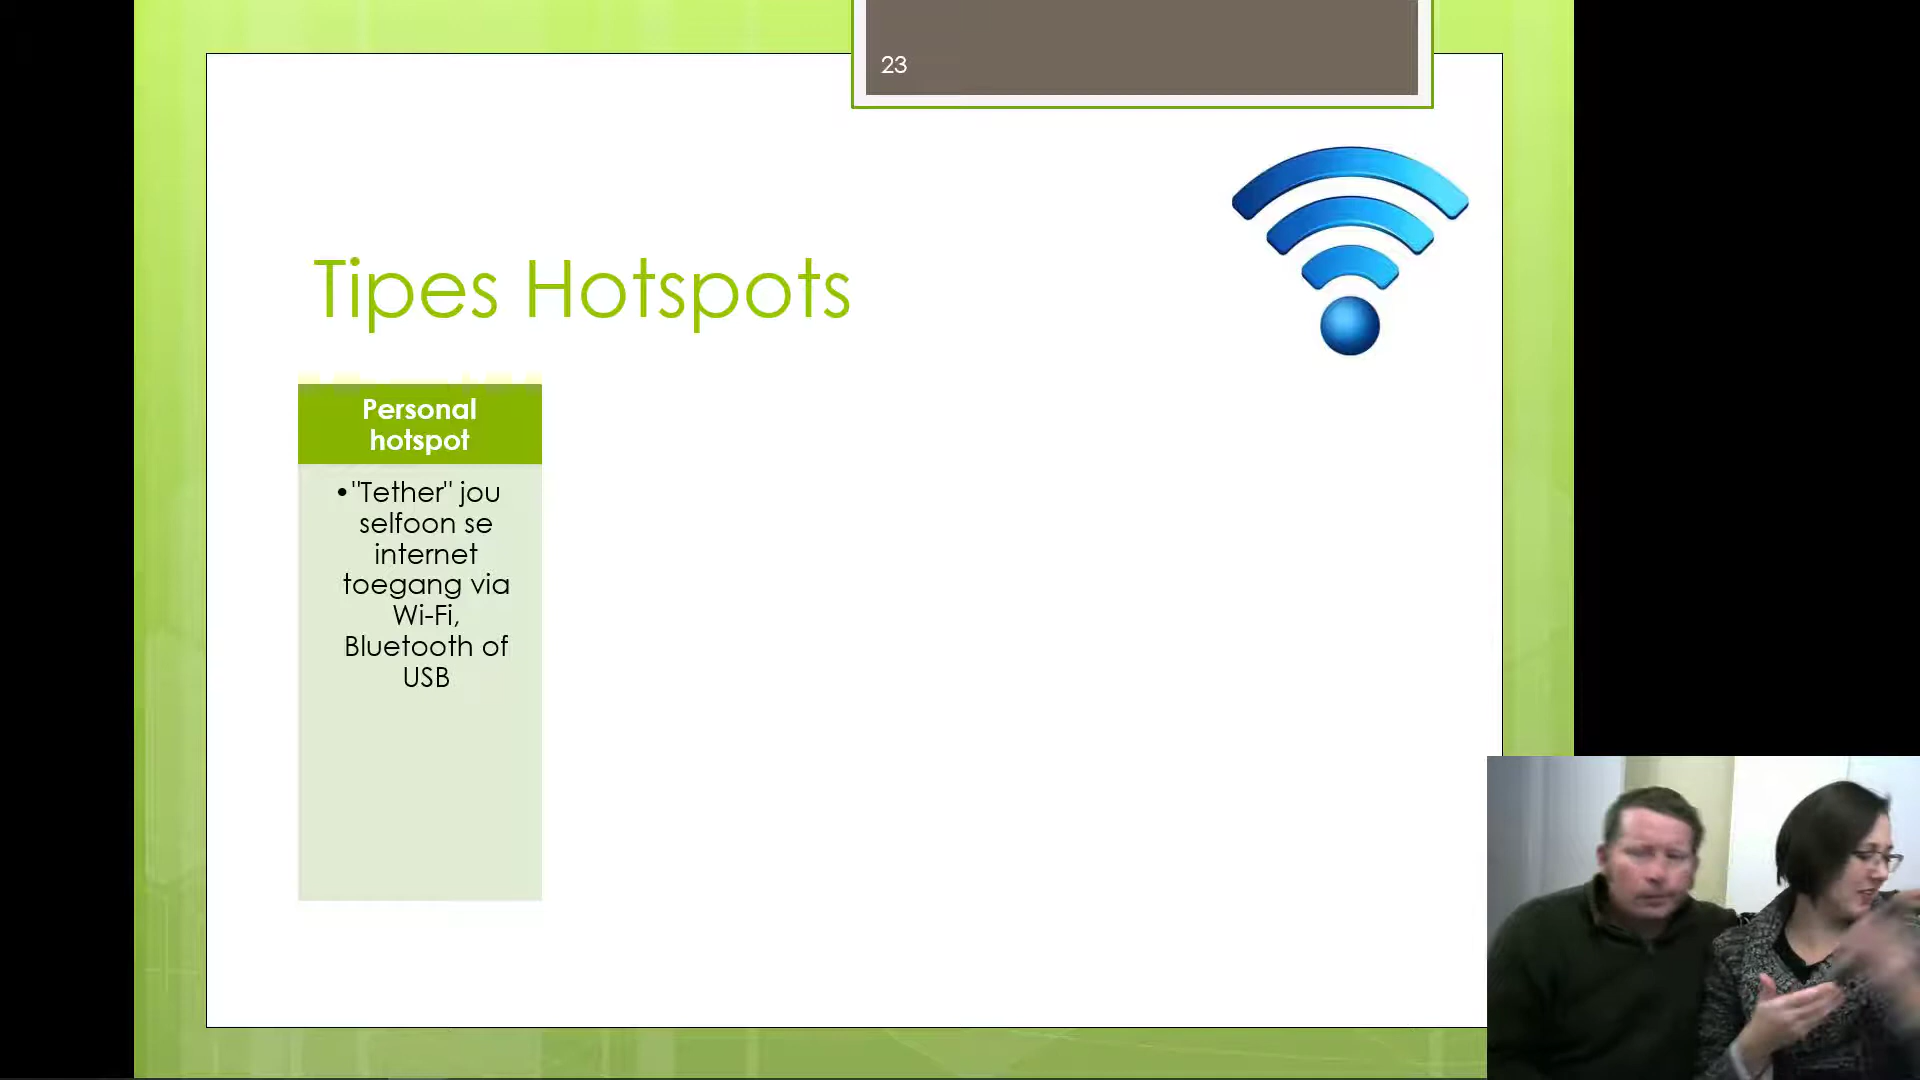 23
Tipes Hotspots
Personal
hotspot
•"Tether" jou
selfoon se
internet
toegang via
Wi-Fi,
Bluetooth of
USB